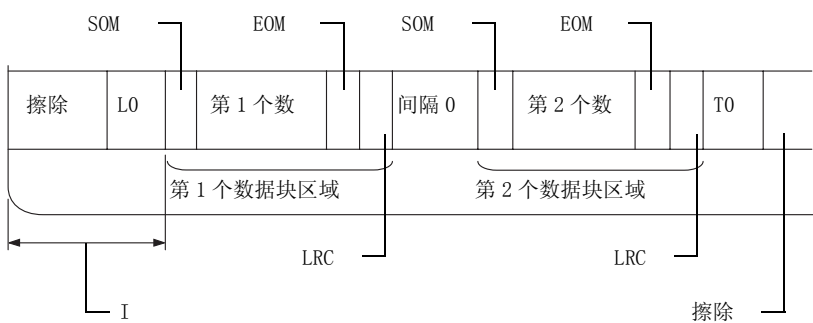 SOM EOM SOM EOM
擦除 L0 第1个数 间隔0 第2个数 T0
第1个数据块区域 第2个数据块区域
LRC LRC
I 擦除